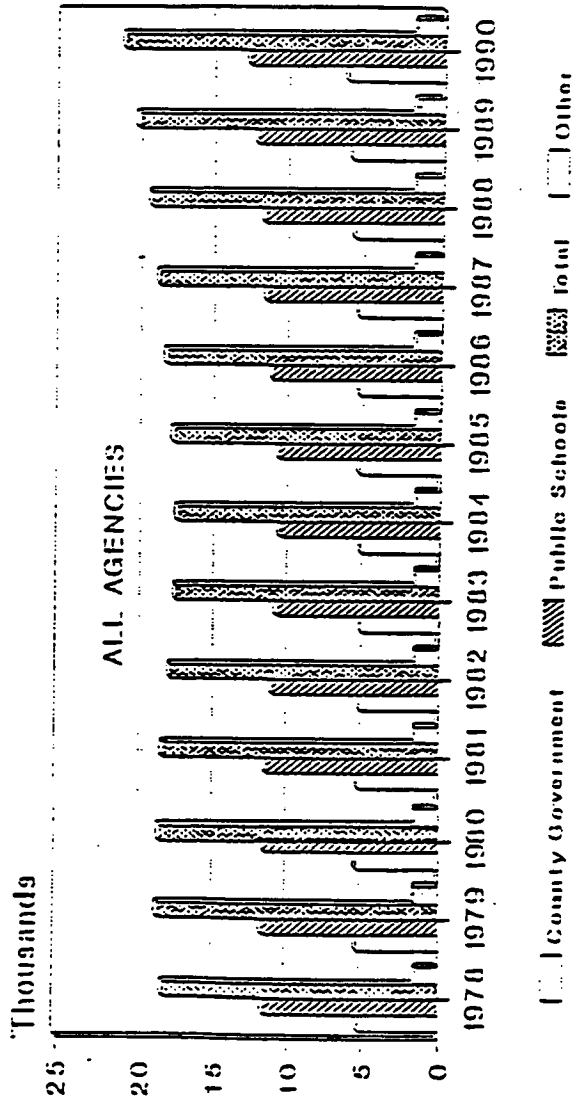 Thousands
ALL AGENCIES
25
20
15
10
5
0
1978 1979 1980 1981 1982 1983 1984 1985 1986 1987 1988 1989 1990
County Government Public Schools Total Other